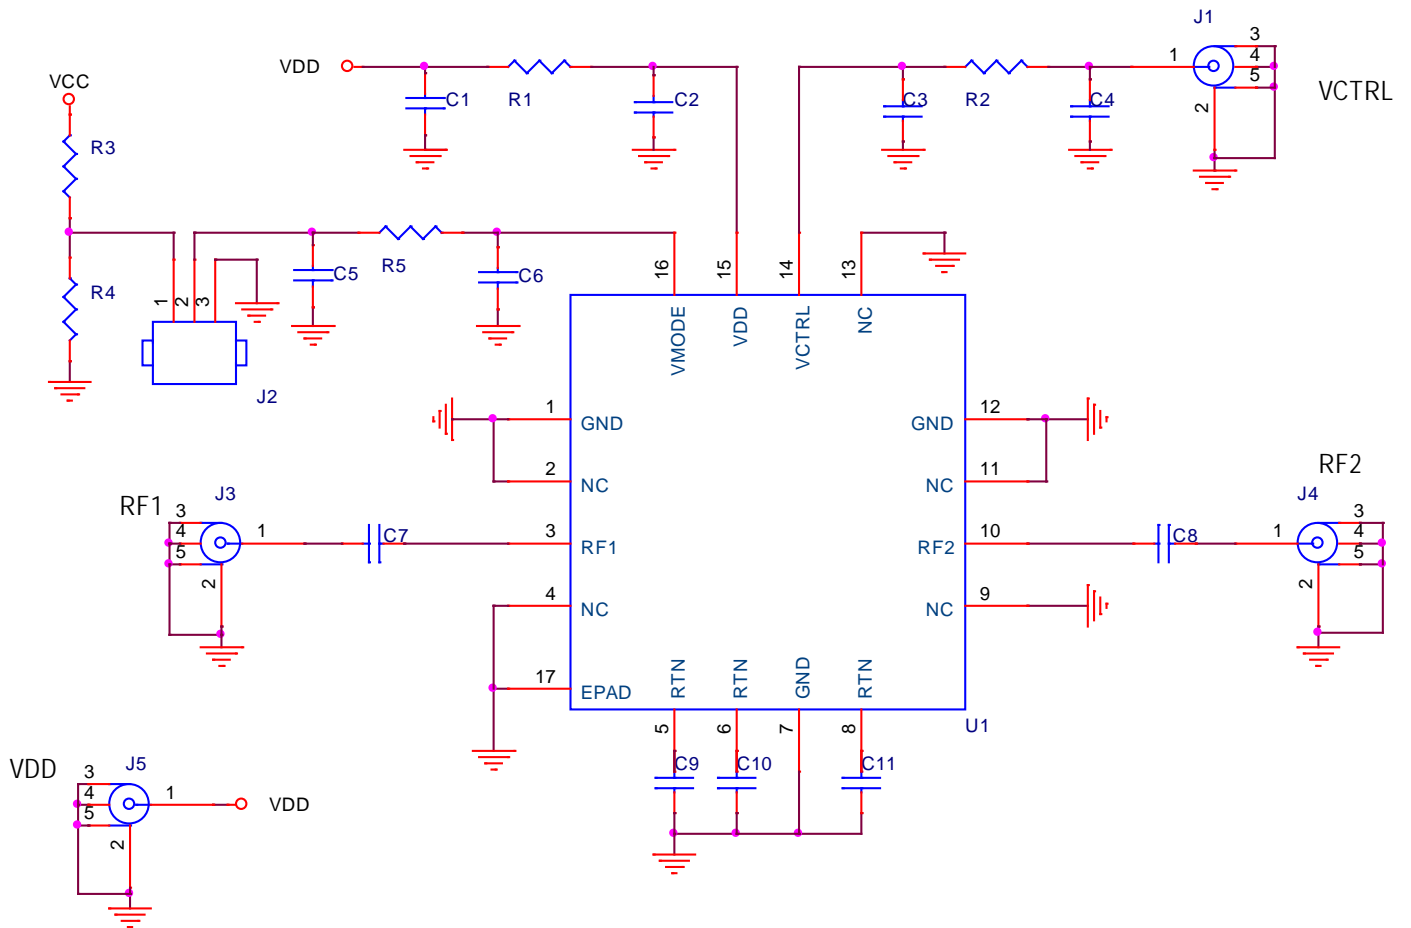 J1
3
VDD
1
4
VCC
5
C1
R1
C2
C3
R2
C4
VCTRL
2
R3
R5
C5
C6
16
15
14
13
R4
1
2
3
VMODE
VDD
VCTRL
NC
J2
1
GND
12
GND
2
NC
11
NC
RF2
J3
J4
RF1
3
4
5
1
C7
3
RF1
10
RF2
C8
1
3
4
5
2
2
4
NC
9
NC
17
EPAD
RTN
RTN
GND
RTN
U1
5
6
7
8
VDD
J5
C9
C10
C11
3
4
5
1
VDD
2